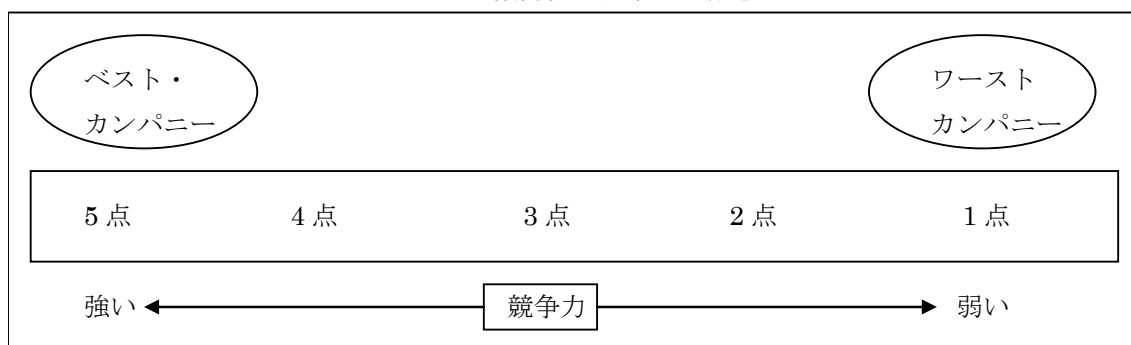 ベスト・
カンパニー
ワースト
カンパニー
5 点 4 点 3 点 2 点 1 点
強い 競争力 弱い